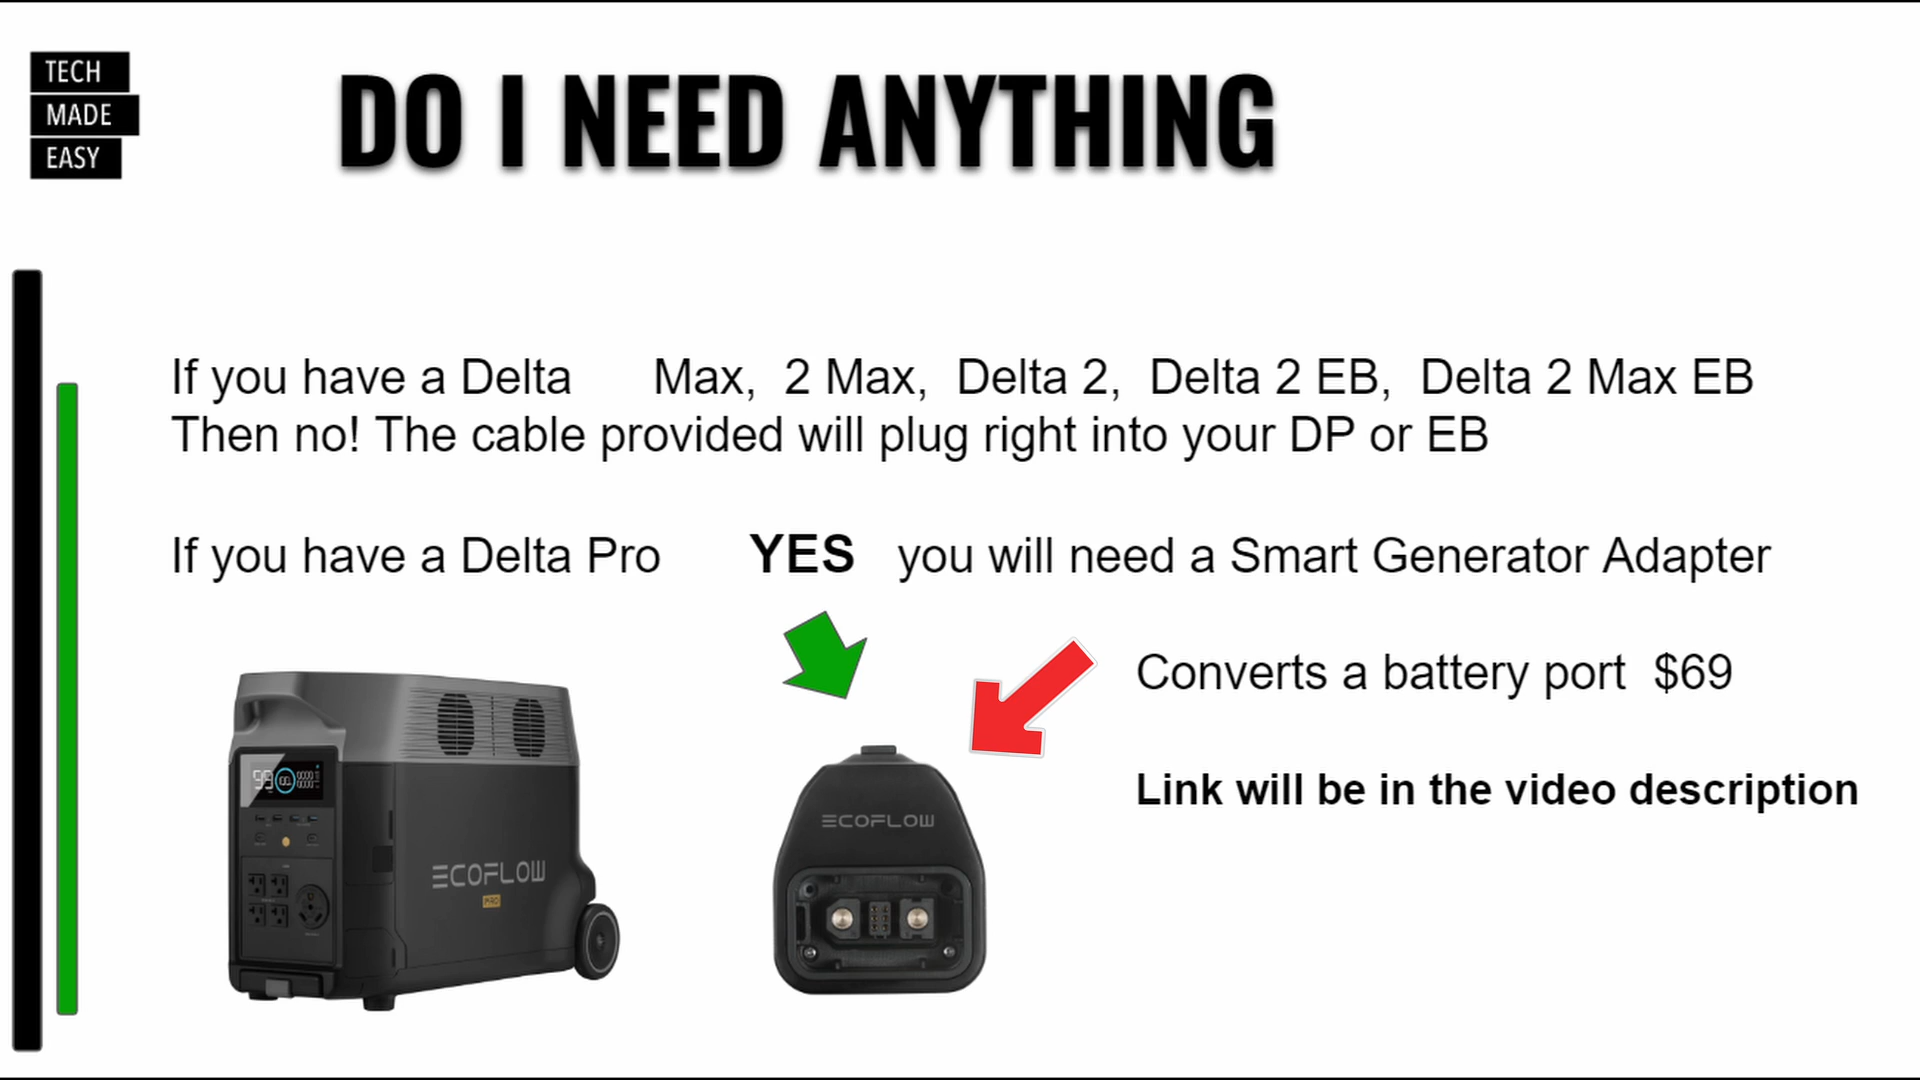 TECH
MADE
EASY
DO I NEED ANYTHING
If you have a Delta Max, 2 Max, Delta 2, Delta 2 EB, Delta 2 Max EB
Then no! The cable provided will plug right into your DP or EB
If you have a Delta Pro YES you will need a Smart Generator Adapter
Converts a battery port $69
Link will be in the video description
ECOFLOW
PRO
99
ECOFLOW